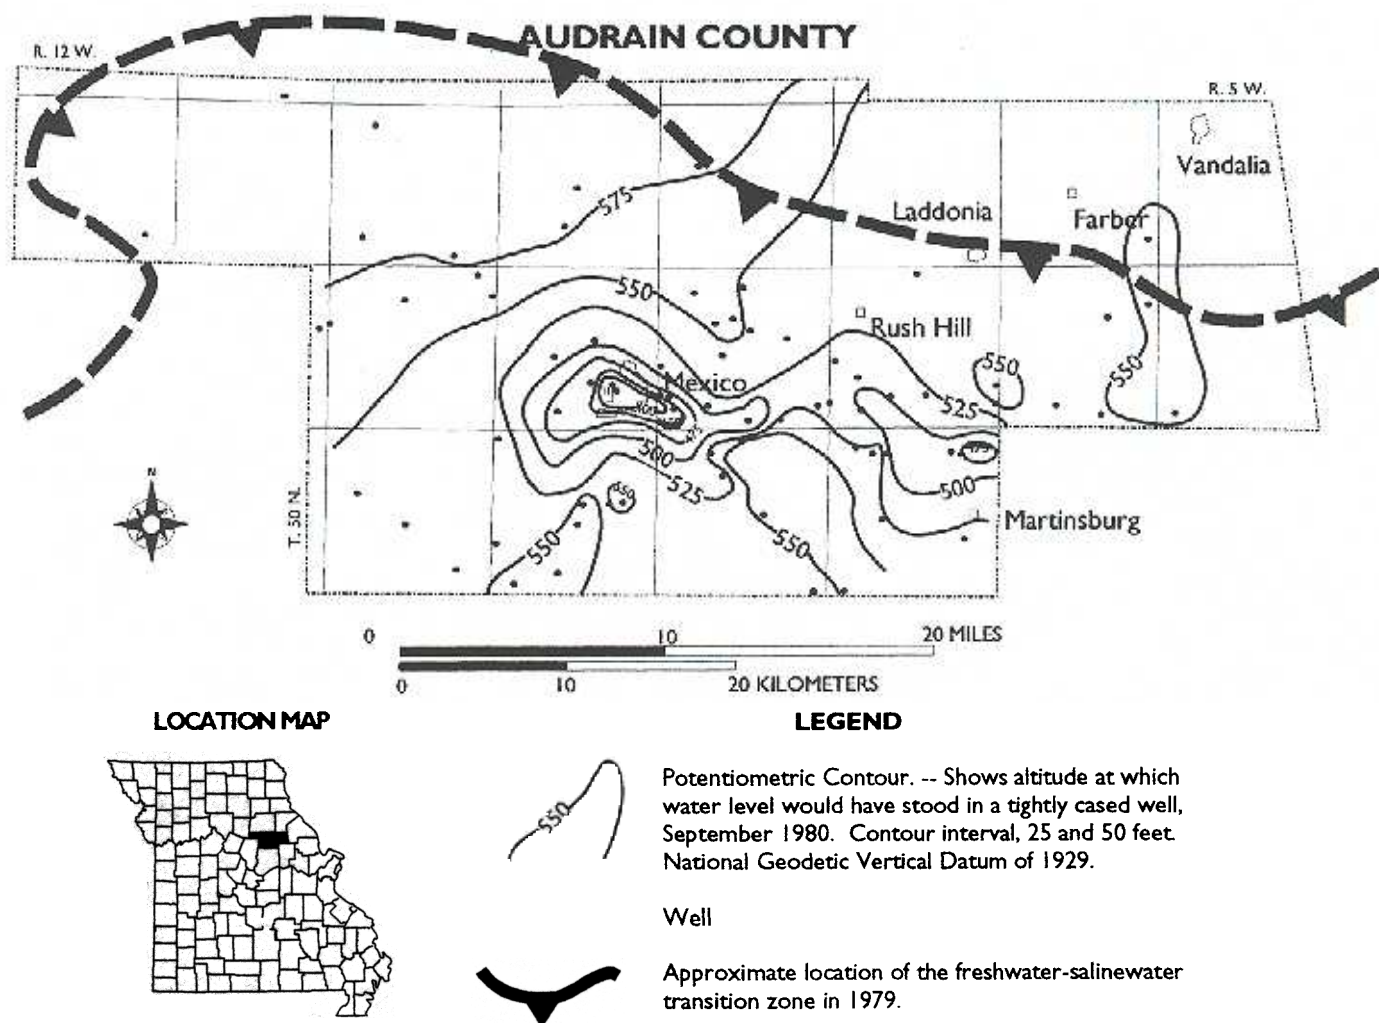 AUDRAIN COUNTY
R. 12 W.
R. 5 W.
Vandalia
575
Laddonia
Farber
550
Rush Hill
Mexico
550
550
525
500
525
550
500
T. 50 N.
N
550
550
Martinsburg
0 10 20 MILES
0 10 20 KILOMETERS
LOCATION MAP
LEGEND
550
Potentiometric Contour. -- Shows altitude at which
water level would have stood in a tightly cased well,
September 1980. Contour interval, 25 and 50 feet.
National Geodetic Vertical Datum of 1929.
Well
Approximate location of the freshwater-salinewater
transition zone in 1979.